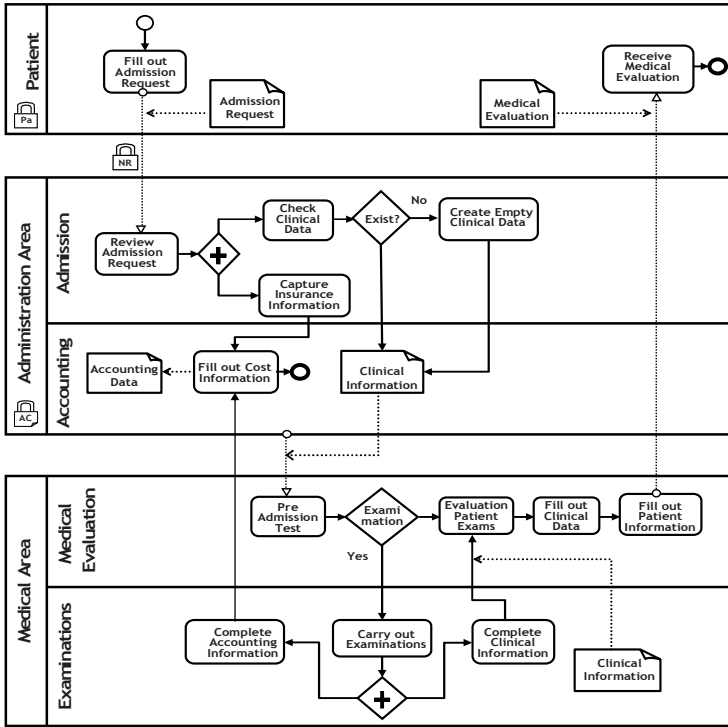 Patient
Pa
Fill out
Admission
Request
Admission
Request
Medical
Evaluation
Receive
Medical
Evaluation
NR
Administration Area
AC
Admission
Review
Admission
Request
Check
Clinical
Data
Exist?
No
Create Empty
Clinical Data
Capture
Insurance
Information
Accounting
Accounting
Data
Fill out Cost
Information
Clinical
Information
Medical Area
Medical
Evaluation
Pre
Admission
Test
Exami
mation
Yes
Evaluation
Patient
Exams
Fill out
Clinical
Data
Fill out
Patient
Information
Examinations
Complete
Accounting
Information
Carry out
Examinations
Complete
Clinical
Information
Clinical
Information